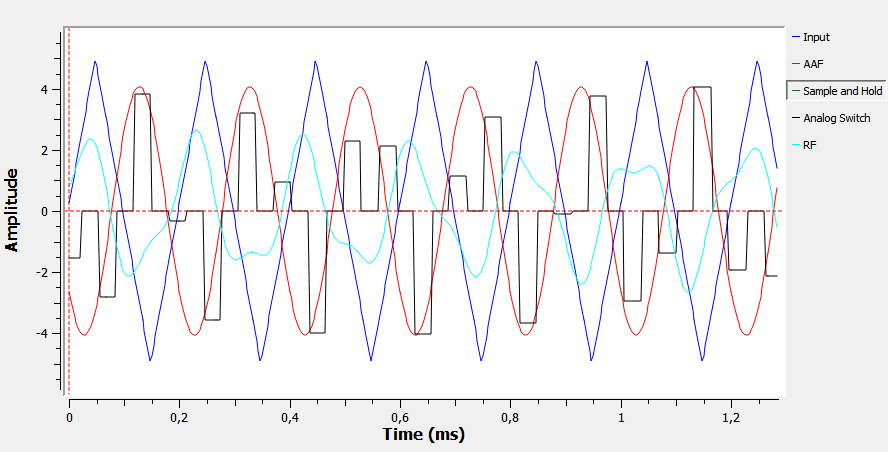 Amplitude
4
2
0
-2
-4
0
0,2
0,4
0,6
0,8
1
1,2
Time (ms)
Input
AAF
Sample and Hold
Analog Switch
RF